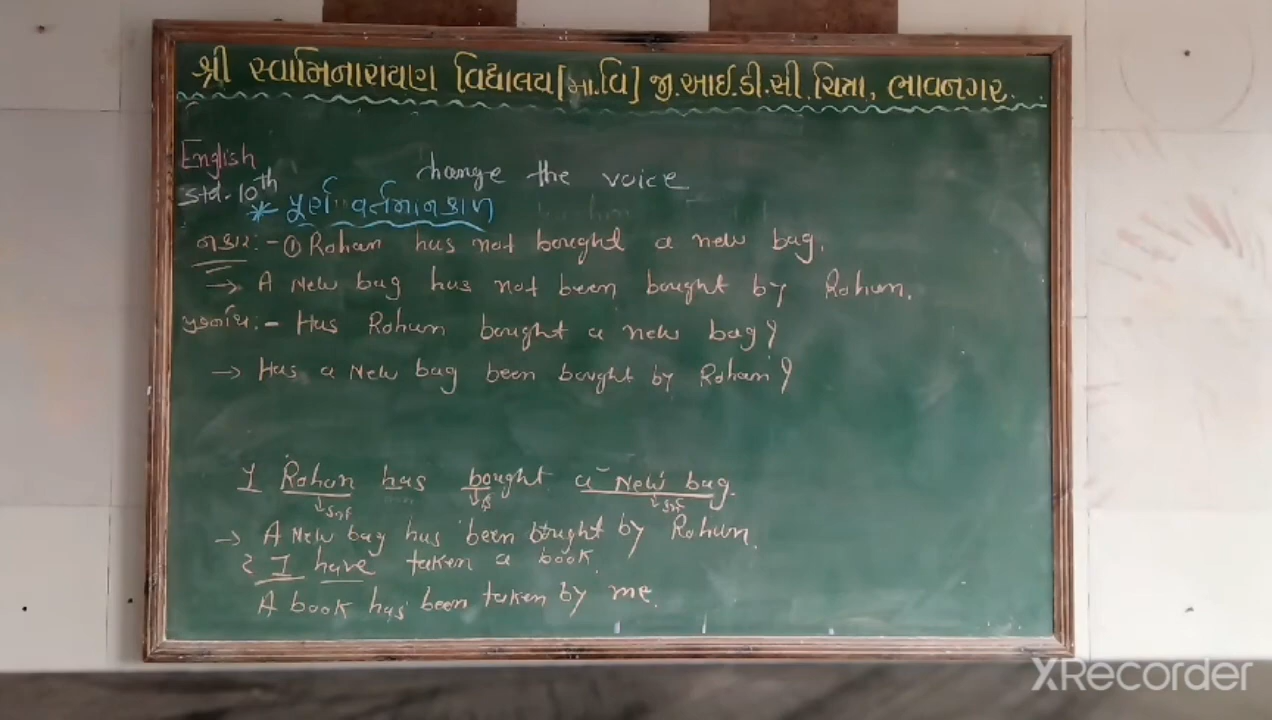 શ્રી સ્વામિનારાયણ વિદ્યાલય [મા.વિ] જી.આઈ.ડી.સી. ચિત્રા, ભાવનગર.
English
change the voice
Std. 10th
* પૂર્ણ વર્તમાનકાળ
નકાર :- ① Rohan has not bought a new bag.
→ A New bag has not been bought by Rohan.
પ્રશ્નાર્થ :- Has Rohan bought a new bag?
→ Has a New bag been bought by Rohan?
૧ Rohan has bought a New bag.
→ A New bag has been bought by Rohan.
૨ I have taken a book.
A book has been taken by me.
XRecorder